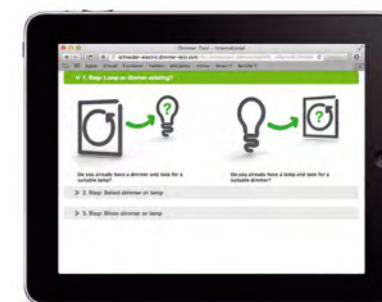 Dimmer Test - International
schneider-electric.dimmer-test.com
1. Step: Lamp or dimmer existing?
?
?
Do you already have a dimmer and look for a
suitable lamp?
Do you already have a lamp and look for a
suitable dimmer?
2. Step: Select dimmer or lamp
3. Step: Show dimmer or lamp